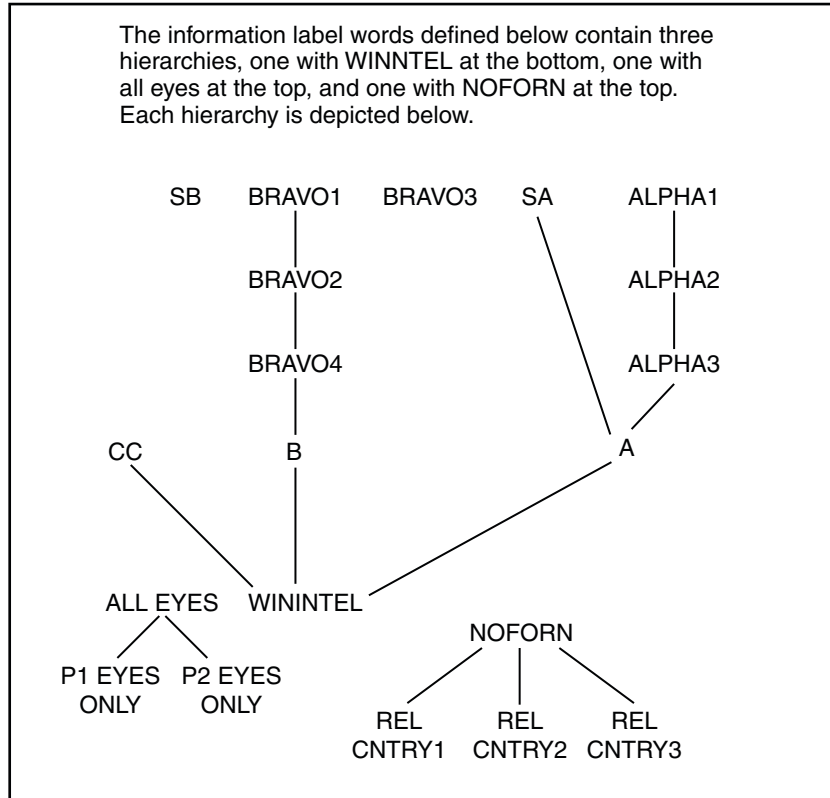 The information label words defined below contain three
hierarchies, one with WINNTEL at the bottom, one with
all eyes at the top, and one with NOFORN at the top.
Each hierarchy is depicted below.
SB BRAVO1 BRAVO3 SA ALPHA1
BRAVO2 ALPHA2
BRAVO4 ALPHA3
CC B A
ALL EYES WININTEL
NOFORN
P1 EYES P2 EYES
ONLY ONLY
REL REL REL
CNTRY1 CNTRY2 CNTRY3